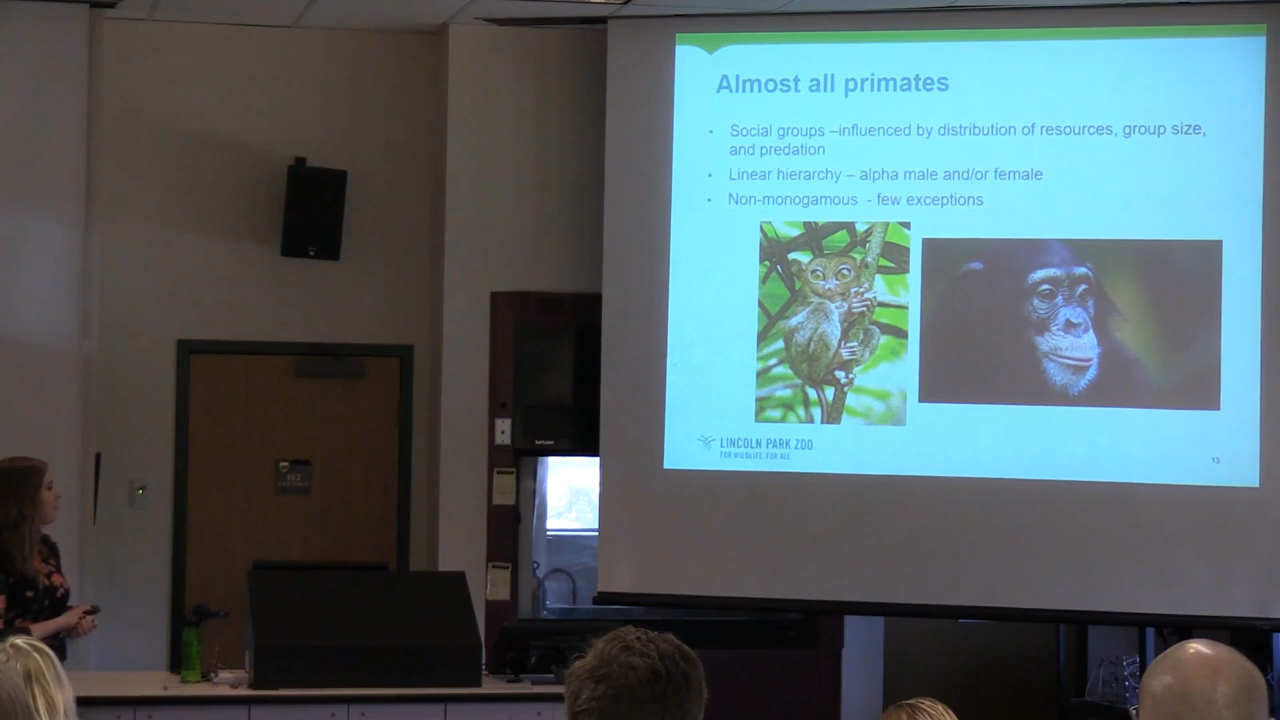 Almost all primates
• Social groups –influenced by distribution of resources, group size,
and predation
• Linear hierarchy – alpha male and/or female
• Non-monogamous - few exceptions
LINCOLN PARK ZOO
FOR WILDLIFE. FOR ALL.
13
402